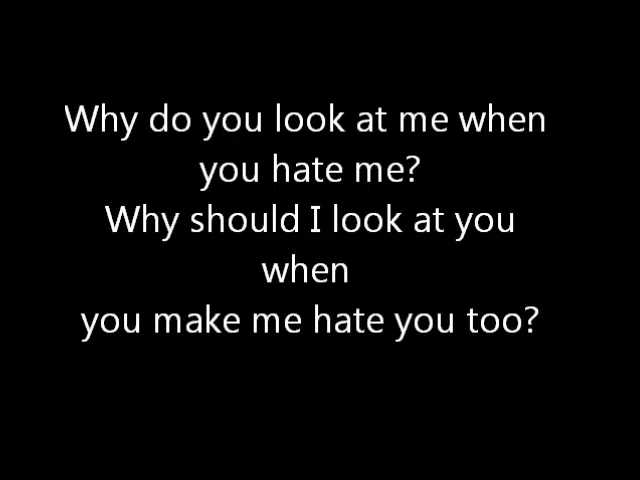 Why do you look at me when
you hate me?
Why should I look at you
when
you make me hate you too?